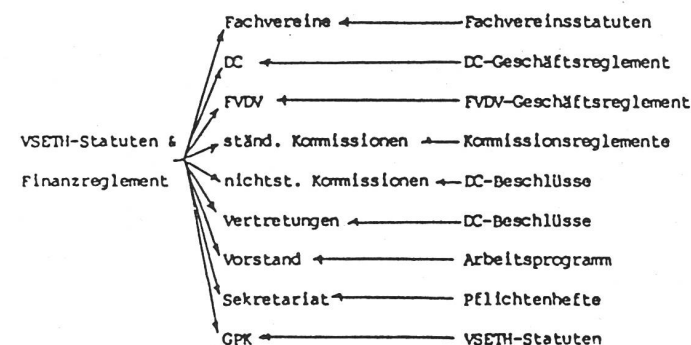 Fachvereine Fachvereinsstatuten
DC DC-Geschäftsreglement
FVDV FVDV-Geschäftsreglement
VSETH-Statuten &
ständ. Kommissionen Kommissionsreglemente
Finanzreglement
nichtst. Kommissionen DC-Beschlüsse
Vertretungen DC-Beschlüsse
Vorstand Arbeitsprogramm
Sekretariat Pflichtenhefte
GPK VSETH-Statuten